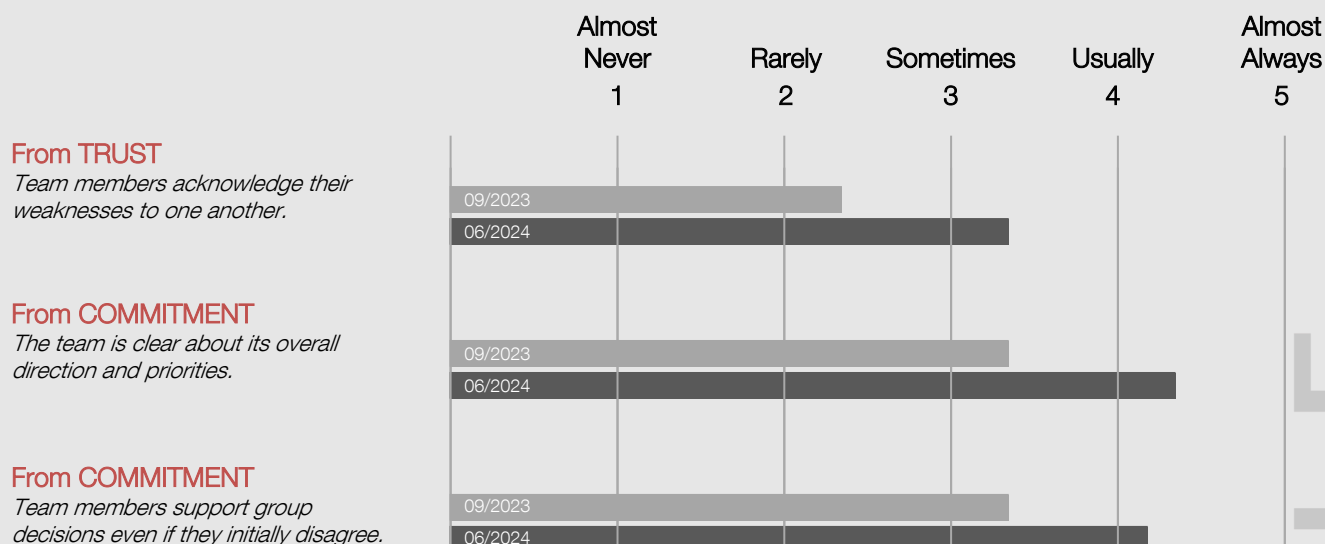 Almost
Never
1
Rarely
2
Sometimes
3
Usually
4
Almost
Always
5
From TRUST
Team members acknowledge their
weaknesses to one another.
09/2023
06/2024
From COMMITMENT
The team is clear about its overall
direction and priorities.
09/2023
06/2024
From COMMITMENT
Team members support group
decisions even if they initially disagree.
09/2023
06/2024